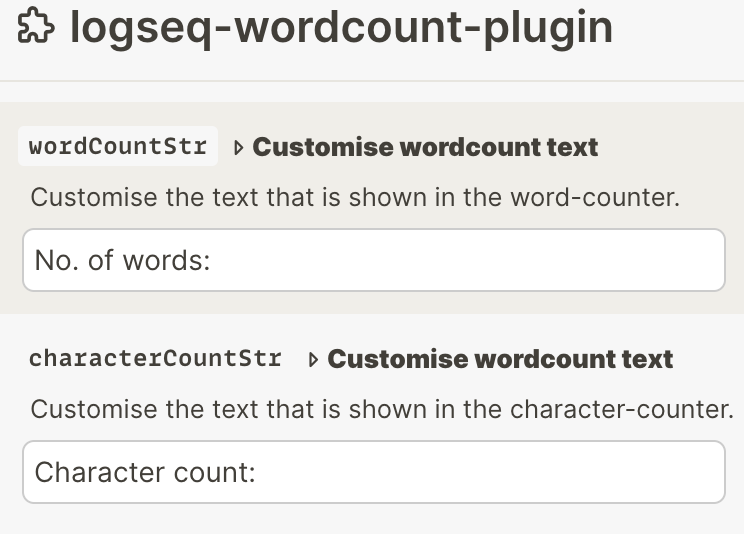 logseq-wordcount-plugin
wordCountStr ▹ Customise wordcount text
Customise the text that is shown in the word-counter.
No. of words:
characterCountStr ▹ Customise wordcount text
Customise the text that is shown in the character-counter.
Character count: